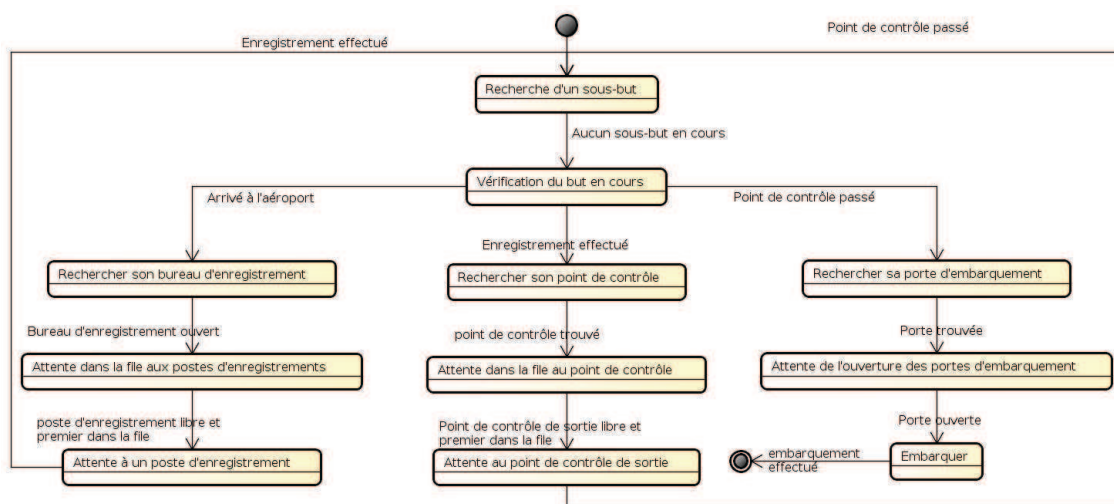 Enregistrement effectué
Point de contrôle passé
Recherche d'un sous-but
Aucun sous-but en cours
Vérification du but en cours
Arrivé à l'aéroport
Point de contrôle passé
Enregistrement effectué
Rechercher son bureau d'enregistrement
Rechercher son point de contrôle
Rechercher sa porte d'embarquement
Bureau d'enregistrement ouvert
point de contrôle trouvé
Porte trouvée
Attente dans la file aux postes d'enregistrements
Attente dans la file au point de contrôle
Attente de l'ouverture des portes d'embarquement
poste d'enregistrement libre et
premier dans la file
Point de contrôle de sortie libre et
premier dans la file
Porte ouverte
Attente à un poste d'enregistrement
Attente au point de contrôle de sortie
embarquement
effectué
Embarquer